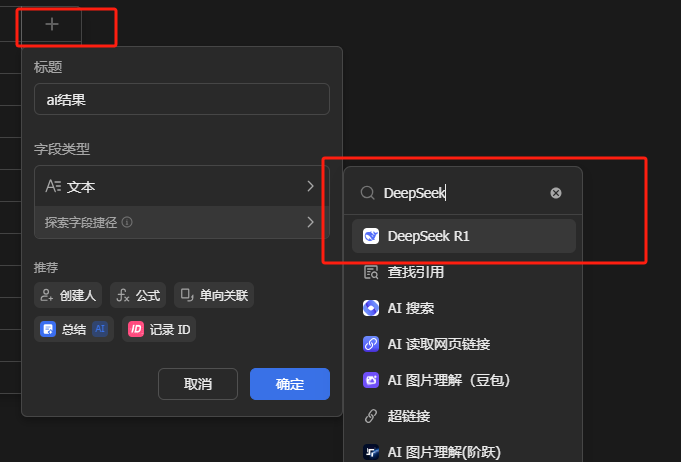 标题
ai结果
字段类型
文本
探索字段捷径
推荐
创建人 公式 单向关联
总结 AI ID 记录 ID
取消 确定
DeepSeek
DeepSeek R1
查找引用
AI 搜索
AI 读取网页链接
AI 图片理解（豆包）
超链接
AI 图片理解(阶跃)